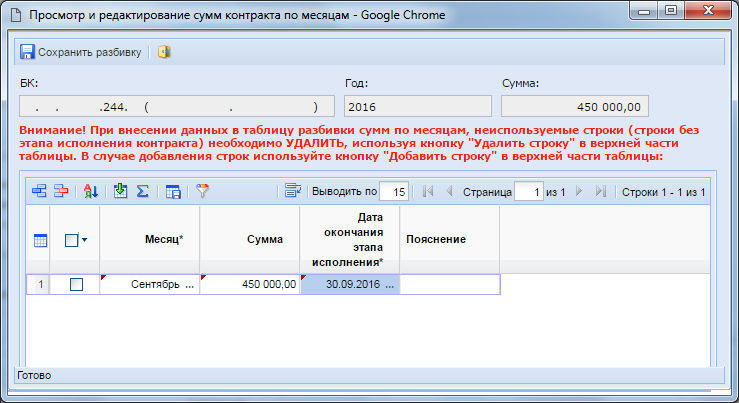 Просмотр и редактирование сумм контракта по месяцам - Google Chrome
Сохранить разбивку
БК: Год: Сумма:
. . .244. ( . ) 2016 450 000,00
Внимание! При внесении данных в таблицу разбивки сумм по месяцам, неиспользуемые строки (строки без
этапа исполнения контракта) необходимо УДАЛИТЬ, используя кнопку "Удалить строку" в верхней части
таблицы. В случае добавления строк используйте кнопку "Добавить строку" в верхней части таблицы:
Выводить по 15 Страница 1 из 1 Строки 1 - 1 из 1
Месяц* Сумма Дата окончания этапа исполнения* Пояснение
1 Сентябрь ... 450 000,00 30.09.2016 ...
Готово